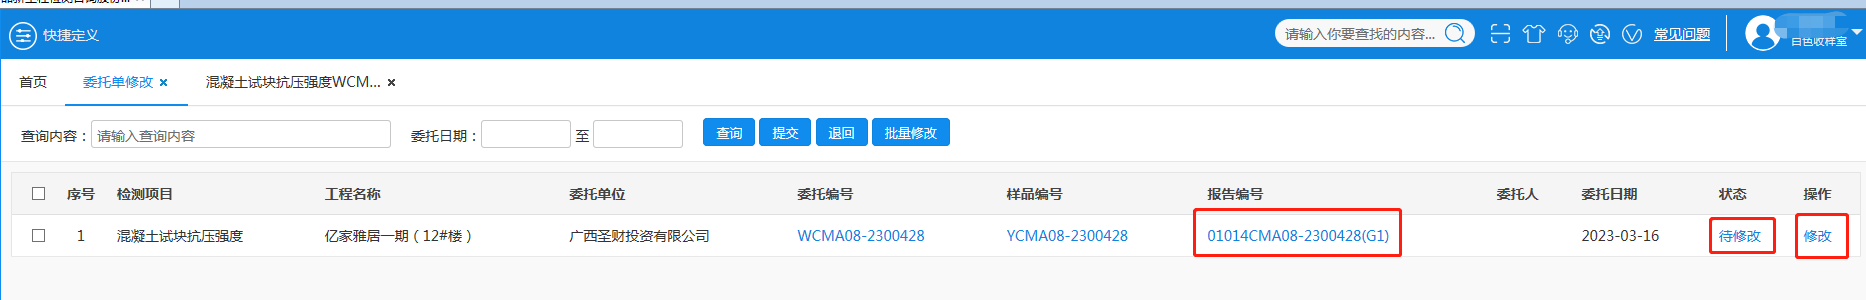 快捷定义
请输入你要查找的内容...
常见问题
百色收样室
首页
委托单修改 ×
混凝土试块抗压强度WCM... ×
查询内容： 请输入查询内容 委托日期： 至 查询 提交 退回 批量修改
序号 检测项目 工程名称 委托单位 委托编号 样品编号 报告编号 委托人 委托日期 状态 操作
1 混凝土试块抗压强度 亿家雅居一期（12#楼） 广西圣财投资有限公司 WCMA08-2300428 YCMA08-2300428 01014CMA08-2300428(G1) 2023-03-16 待修改 修改